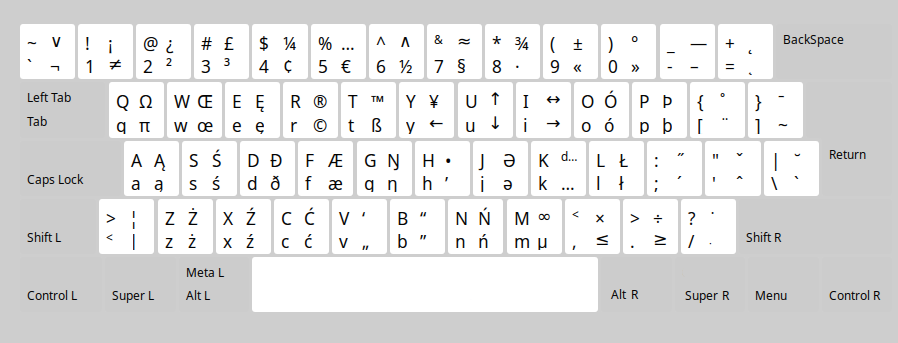 ~ ∨ ! ¡ @ ¿ # £ $ ¼ % … ^ ∧ & ≈ * ¾ ( ± ) ° _ — + ˛ BackSpace
` ¬ 1 ≠ 2 ² 3 ³ 4 ¢ 5 € 6 ½ 7 § 8 · 9 « 0 » - – = ˛
Left Tab Q Ω W Œ E Ę R ® T ™ Y ¥ U ↑ I ↔ O Ó P Þ { ˚ } ¯
Tab q π w œ e ę r © t ß y ← u ↓ i → o ó p þ [ ¨ ] ~
A Ą S Ś D Ð F Æ G Ŋ H • J Ə K d... L Ł : ˝ " ˇ | ˘ Return
Caps Lock a ą s ś d ð f æ g ŋ h ’ j ə k ... l ł ; ´ ' ^ \ `
> ¦ Z Ż X Ź C Ć V ‘ B “ N Ń M ∞ < × > ÷ ? ˙
Shift L < | z ż x ź c ć v „ b ” n ń m µ , ≤ . ≥ / . Shift R
Meta L
Control L Super L Alt L Alt R Super R Menu Control R